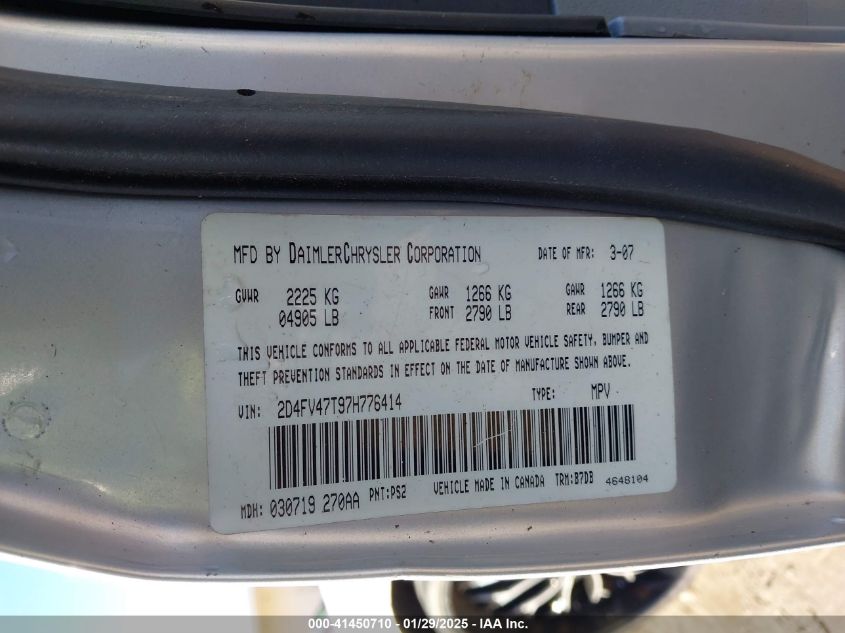 MFD BY DAIMLERCHRYSLER CORPORATION DATE OF MFR: 3-07
GVWR 2225 KG GAWR 1266 KG GAWR 1266 KG
04905 LB FRONT 2790 LB REAR 2790 LB
THIS VEHICLE CONFORMS TO ALL APPLICABLE FEDERAL MOTOR VEHICLE SAFETY, BUMPER AND
THEFT PREVENTION STANDARDS IN EFFECT ON THE DATE OF MANUFACTURE SHOWN ABOVE.
VIN: 2D4FV47T97H776414 TYPE: MPV
MDH: 030719 270AA PNT:PS2 VEHICLE MADE IN CANADA TRM:B7DB 4648104
000-41450710 - 01/29/2025 - IAA Inc.